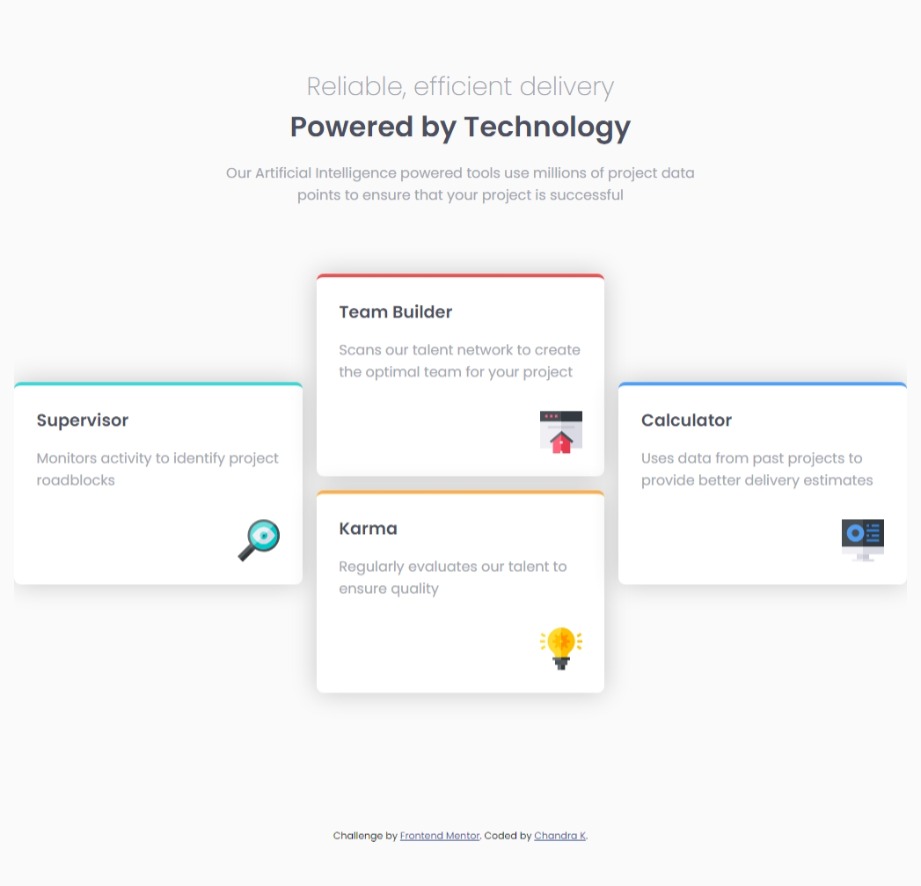 Reliable, efficient delivery
Powered by Technology
Our Artificial Intelligence powered tools use millions of project data
points to ensure that your project is successful
Supervisor
Monitors activity to identify project
roadblocks
Team Builder
Scans our talent network to create
the optimal team for your project
Karma
Regularly evaluates our talent to
ensure quality
Calculator
Uses data from past projects to
provide better delivery estimates
Challenge by Frontend Mentor. Coded by Chandra K.